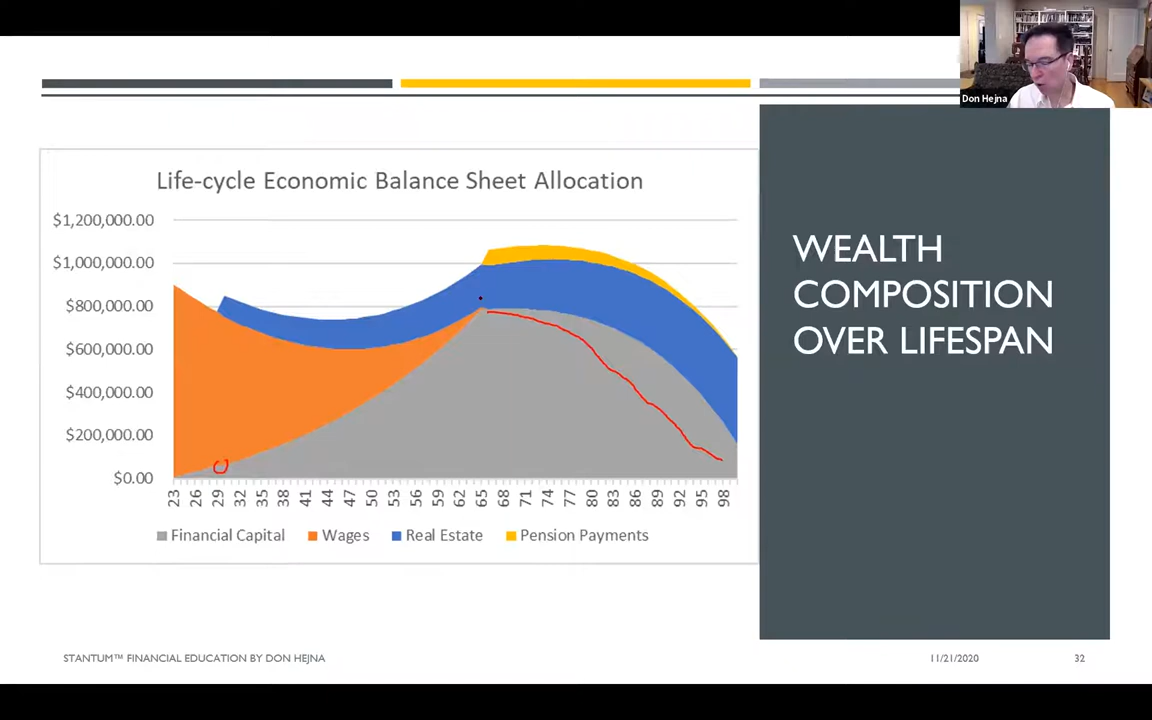 Don Hejna
Life-cycle Economic Balance Sheet Allocation
$1,200,000.00
$1,000,000.00
$800,000.00
$600,000.00
$400,000.00
$200,000.00
$0.00
23 26 29 32 35 38 41 44 47 50 53 56 59 62 65 68 71 74 77 80 83 86 89 92 95 98
Financial Capital Wages Real Estate Pension Payments
WEALTH
COMPOSITION
OVER LIFESPAN
STANTUM™ FINANCIAL EDUCATION BY DON HEJNA 11/21/2020 32